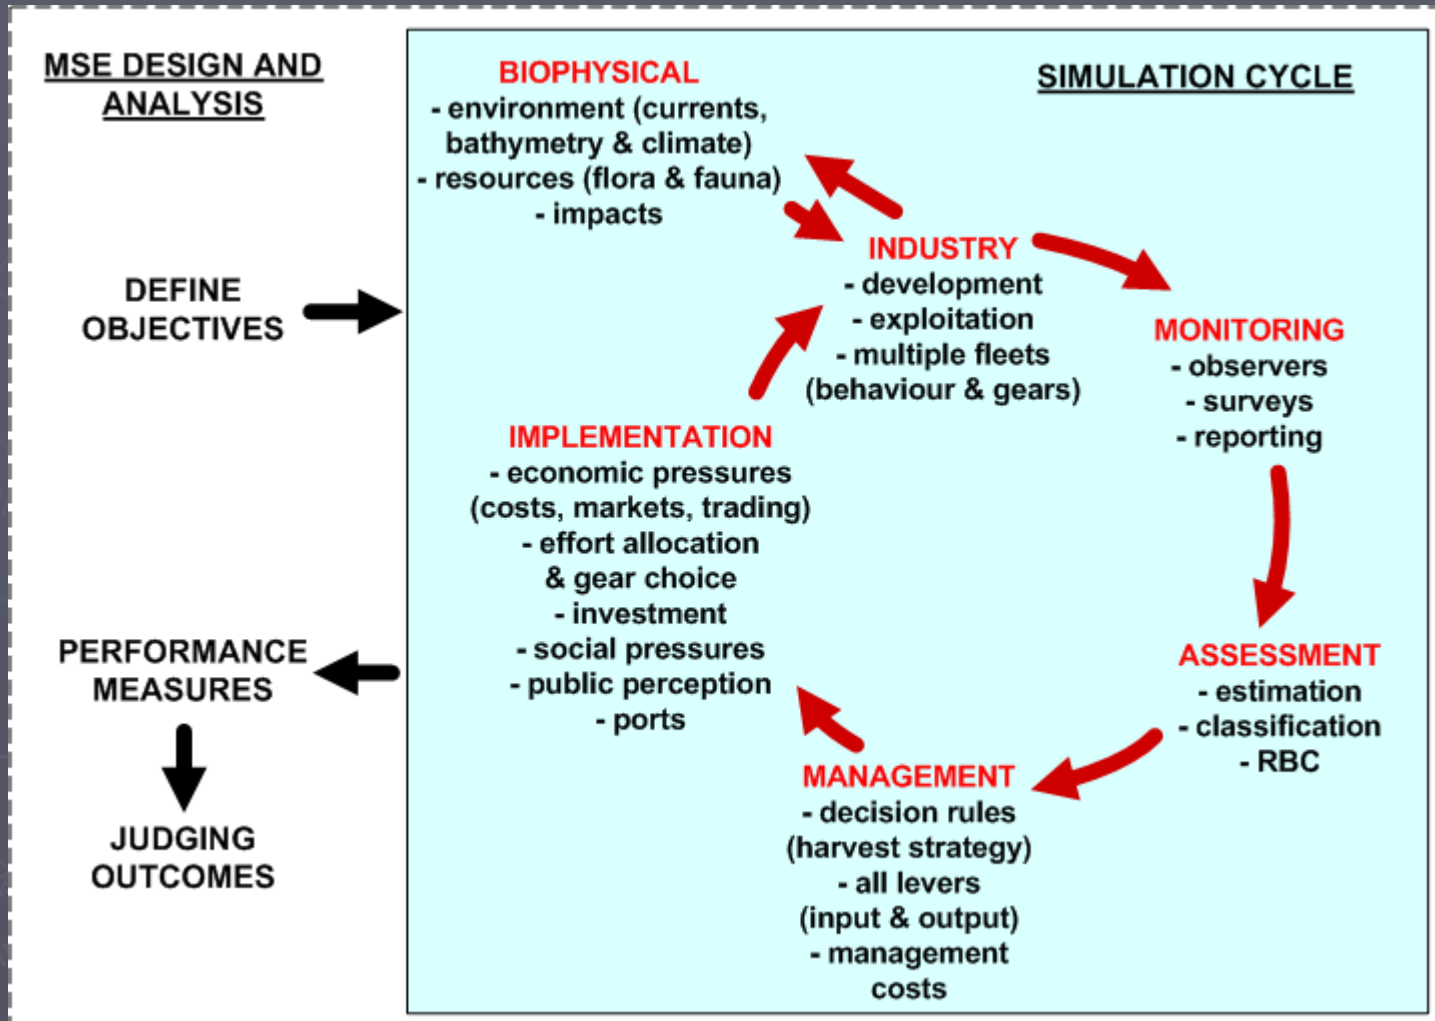 MSE DESIGN AND
ANALYSIS
DEFINE
OBJECTIVES
PERFORMANCE
MEASURES
JUDGING
OUTCOMES
SIMULATION CYCLE
BIOPHYSICAL
- environment (currents,
bathymetry & climate)
- resources (flora & fauna)
- impacts
INDUSTRY
- development
- exploitation
- multiple fleets
(behaviour & gears)
MONITORING
- observers
- surveys
- reporting
ASSESSMENT
- estimation
- classification
- RBC
MANAGEMENT
- decision rules
(harvest strategy)
- all levers
(input & output)
- management
costs
IMPLEMENTATION
- economic pressures
(costs, markets, trading)
- effort allocation
& gear choice
- investment
- social pressures
- public perception
- ports